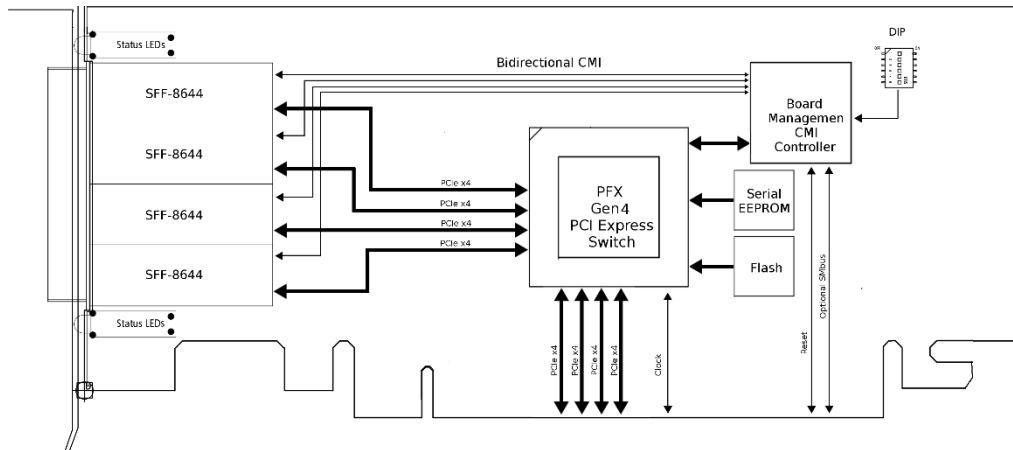 Status LEDs
SFF-8644
SFF-8644
SFF-8644
SFF-8644
Status LEDs
Bidirectional CMI
PCIe x4
PCIe x4
PCIe x4
PCIe x4
PFX
Gen4
PCI Express
Switch
Board
Managemen
CMI
Controller
DIP
Serial
EEPROM
Flash
PCIe x4
PCIe x4
PCIe x4
PCIe x4
Clock
Reset
Optional SMbus